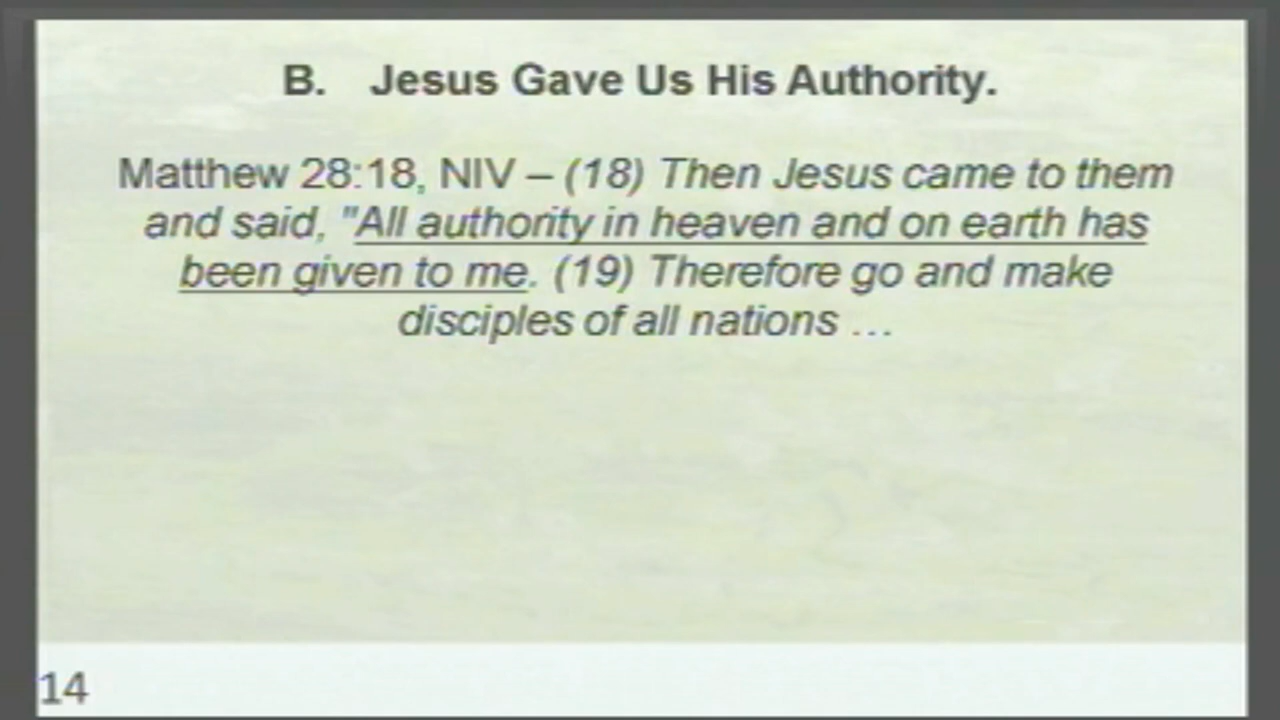 B. Jesus Gave Us His Authority.
Matthew 28:18, NIV – (18) Then Jesus came to them
and said, "All authority in heaven and on earth has
been given to me. (19) Therefore go and make
disciples of all nations …
14